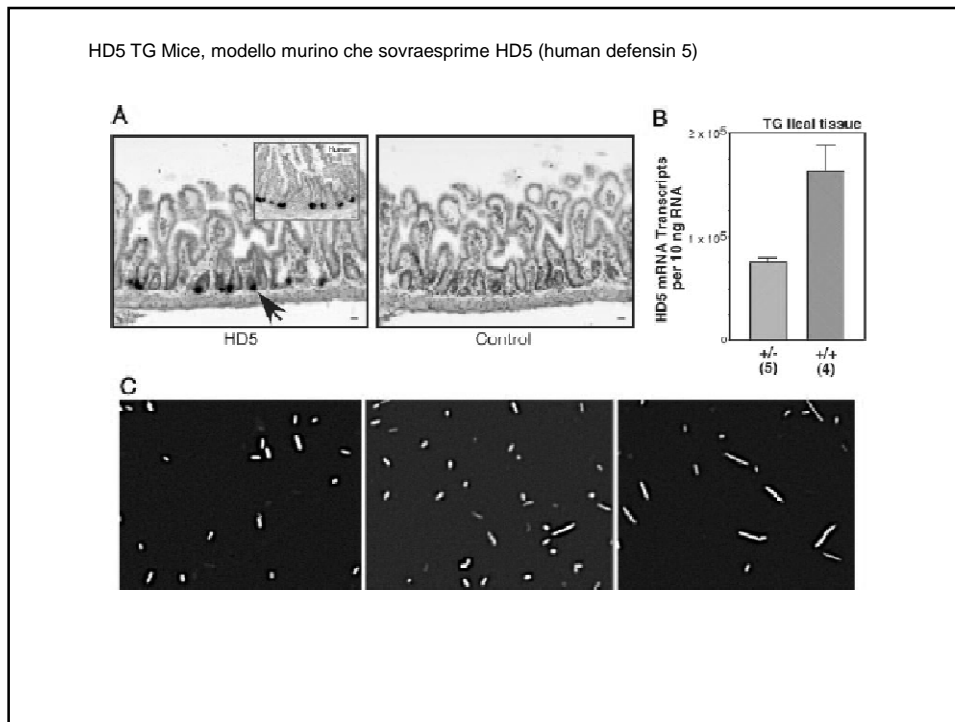 HD5 TG Mice, modello murino che sovraesprime HD5 (human defensin 5)
A
Human
HD5
Control
B
TG Ileal tissue
HD5 mRNA Transcripts
per 10 ng RNA
2 x 10⁵
1 x 10⁵
0
+/-
(5)
+/+
(4)
C